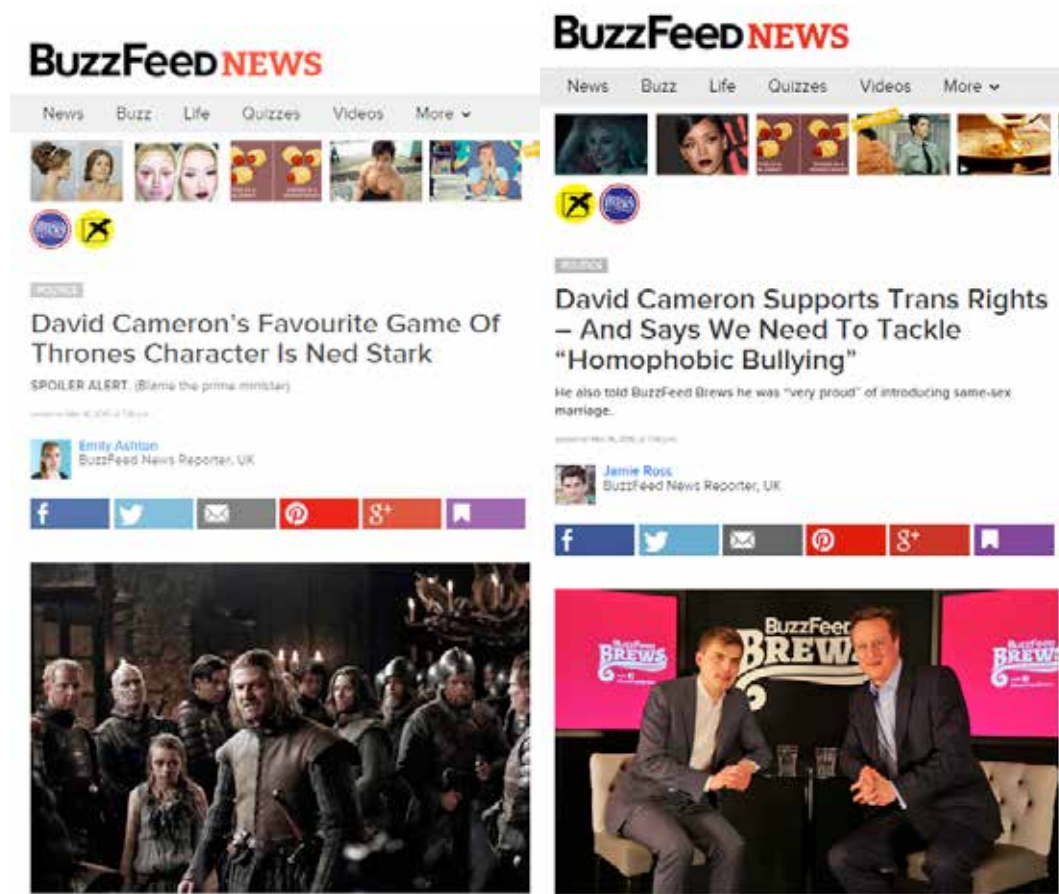 BuzzFeeD NEWS
News Buzz Life Quizzes Videos More
POLITICS
David Cameron's Favourite Game Of
Thrones Character Is Ned Stark
SPOILER ALERT. (Blame the prime minister)
Emily Ashton
BuzzFeed News Reporter, UK
f g+
BuzzFeeD NEWS
News Buzz Life Quizzes Videos More
POLITICS
David Cameron Supports Trans Rights
– And Says We Need To Tackle
“Homophobic Bullying”
He also told BuzzFeed Brews he was “very proud” of introducing same-sex
marriage.
Jamie Ross
BuzzFeed News Reporter, UK
f g+
BuzzFeed
BREWS
BuzzFeed
BREW
BuzzFeed
BREWS